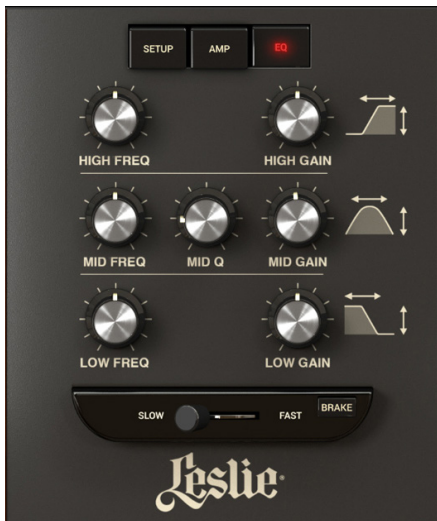 SETUP AMP EQ
HIGH FREQ HIGH GAIN
MID FREQ MID Q MID GAIN
LOW FREQ LOW GAIN
SLOW FAST BRAKE
Leslie®